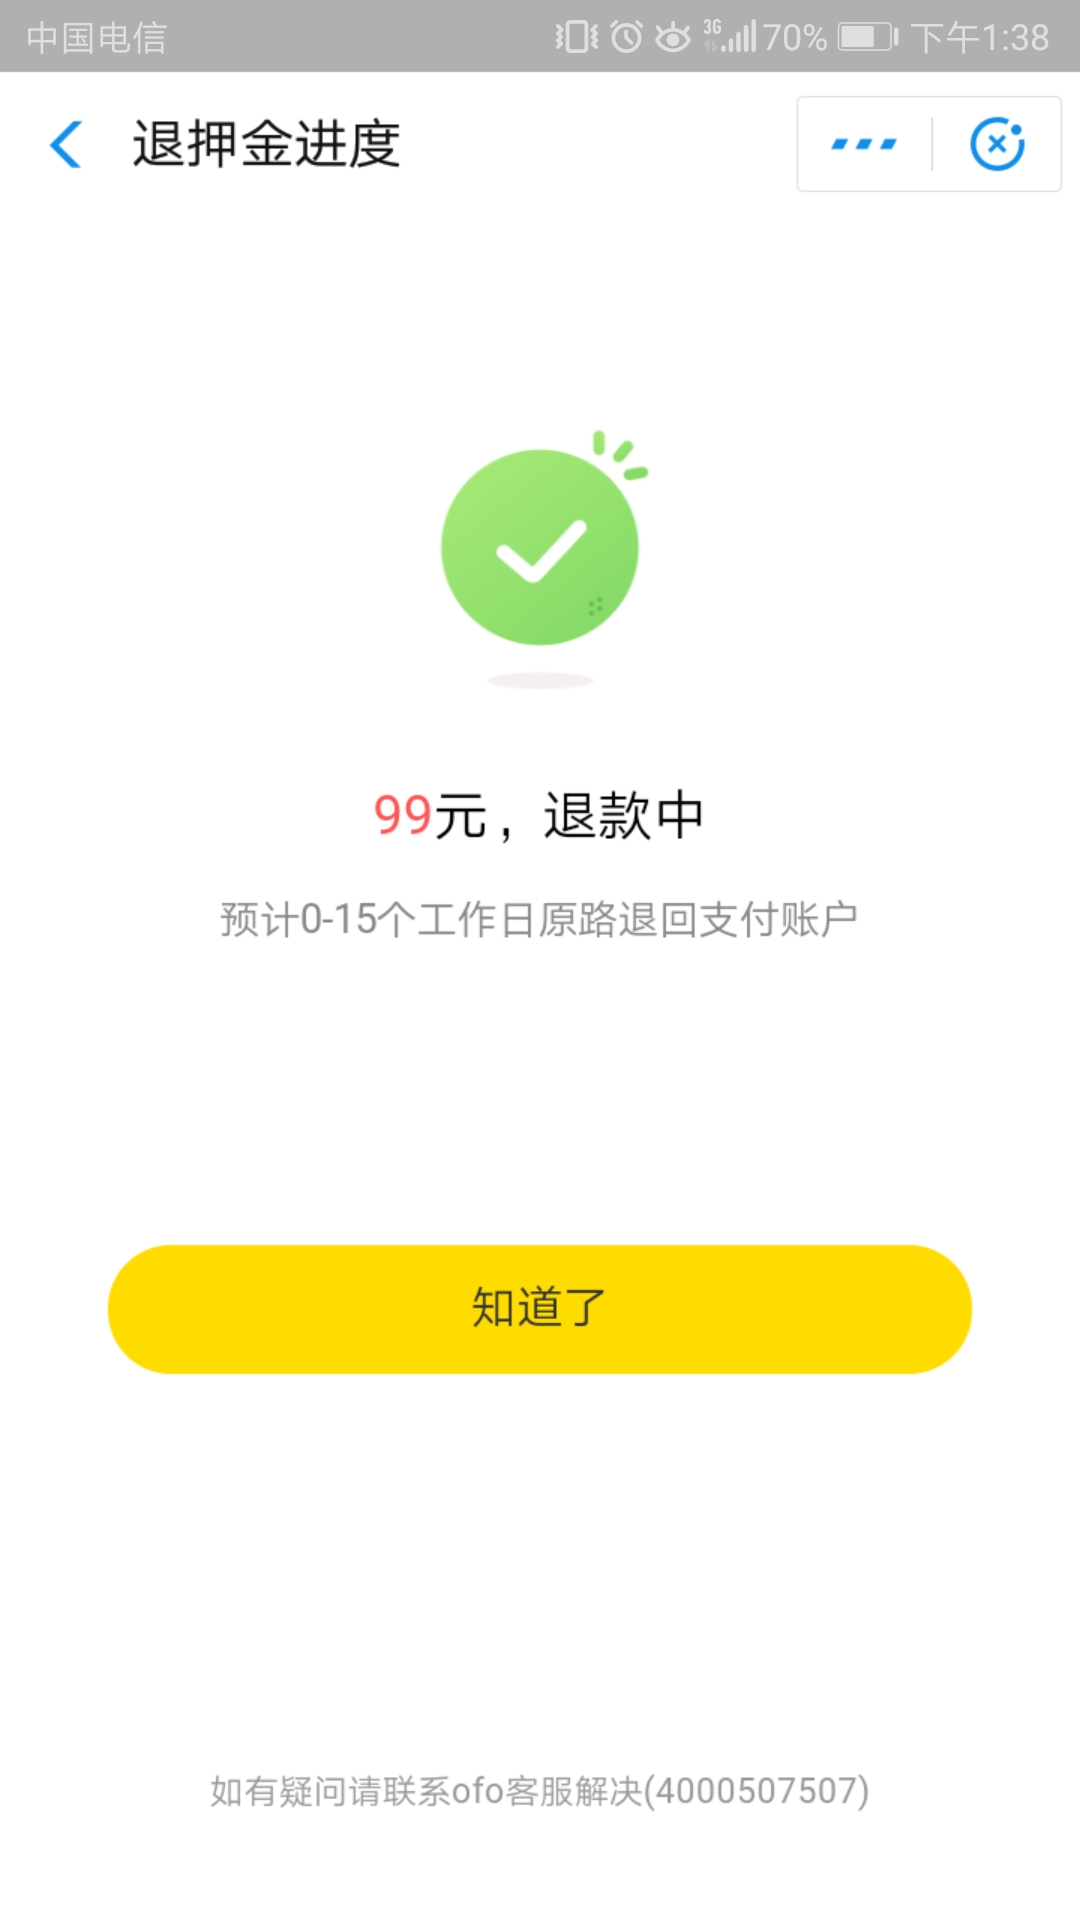 中国电信 3G 70% 下午1:38
退押金进度
99元，退款中
预计0-15个工作日原路退回支付账户
知道了
如有疑问请联系ofo客服解决(4000507507)